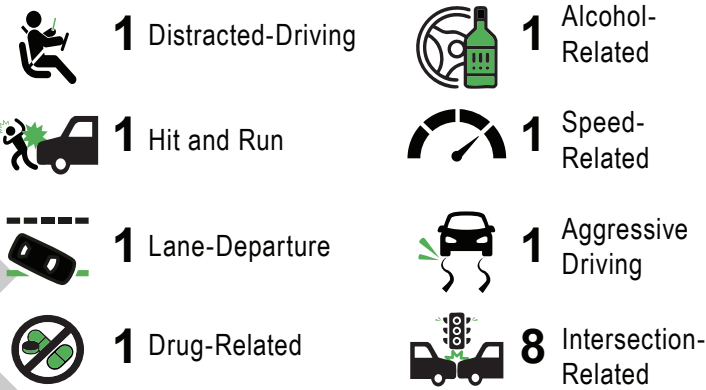 1 Distracted-Driving
1 Alcohol-
Related
1 Hit and Run
1 Speed-
Related
1 Lane-Departure
1 Aggressive
Driving
1 Drug-Related
8 Intersection-
Related